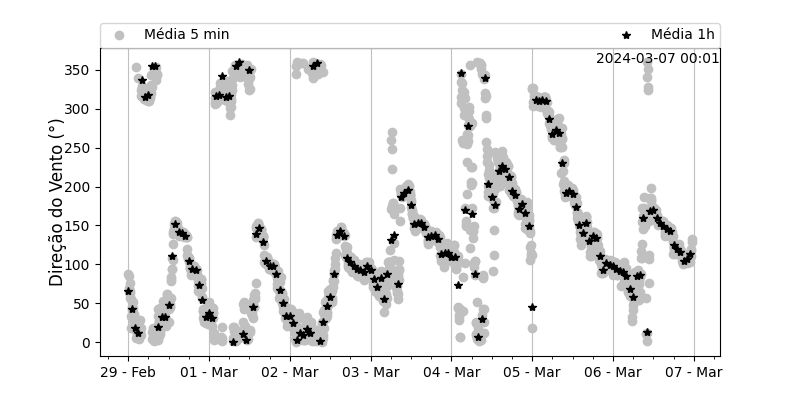 Média 5 min
Média 1h
2024-03-07 00:01
Direção do Vento (°)
350
300
250
200
150
100
50
0
29 - Feb
01 - Mar
02 - Mar
03 - Mar
04 - Mar
05 - Mar
06 - Mar
07 - Mar